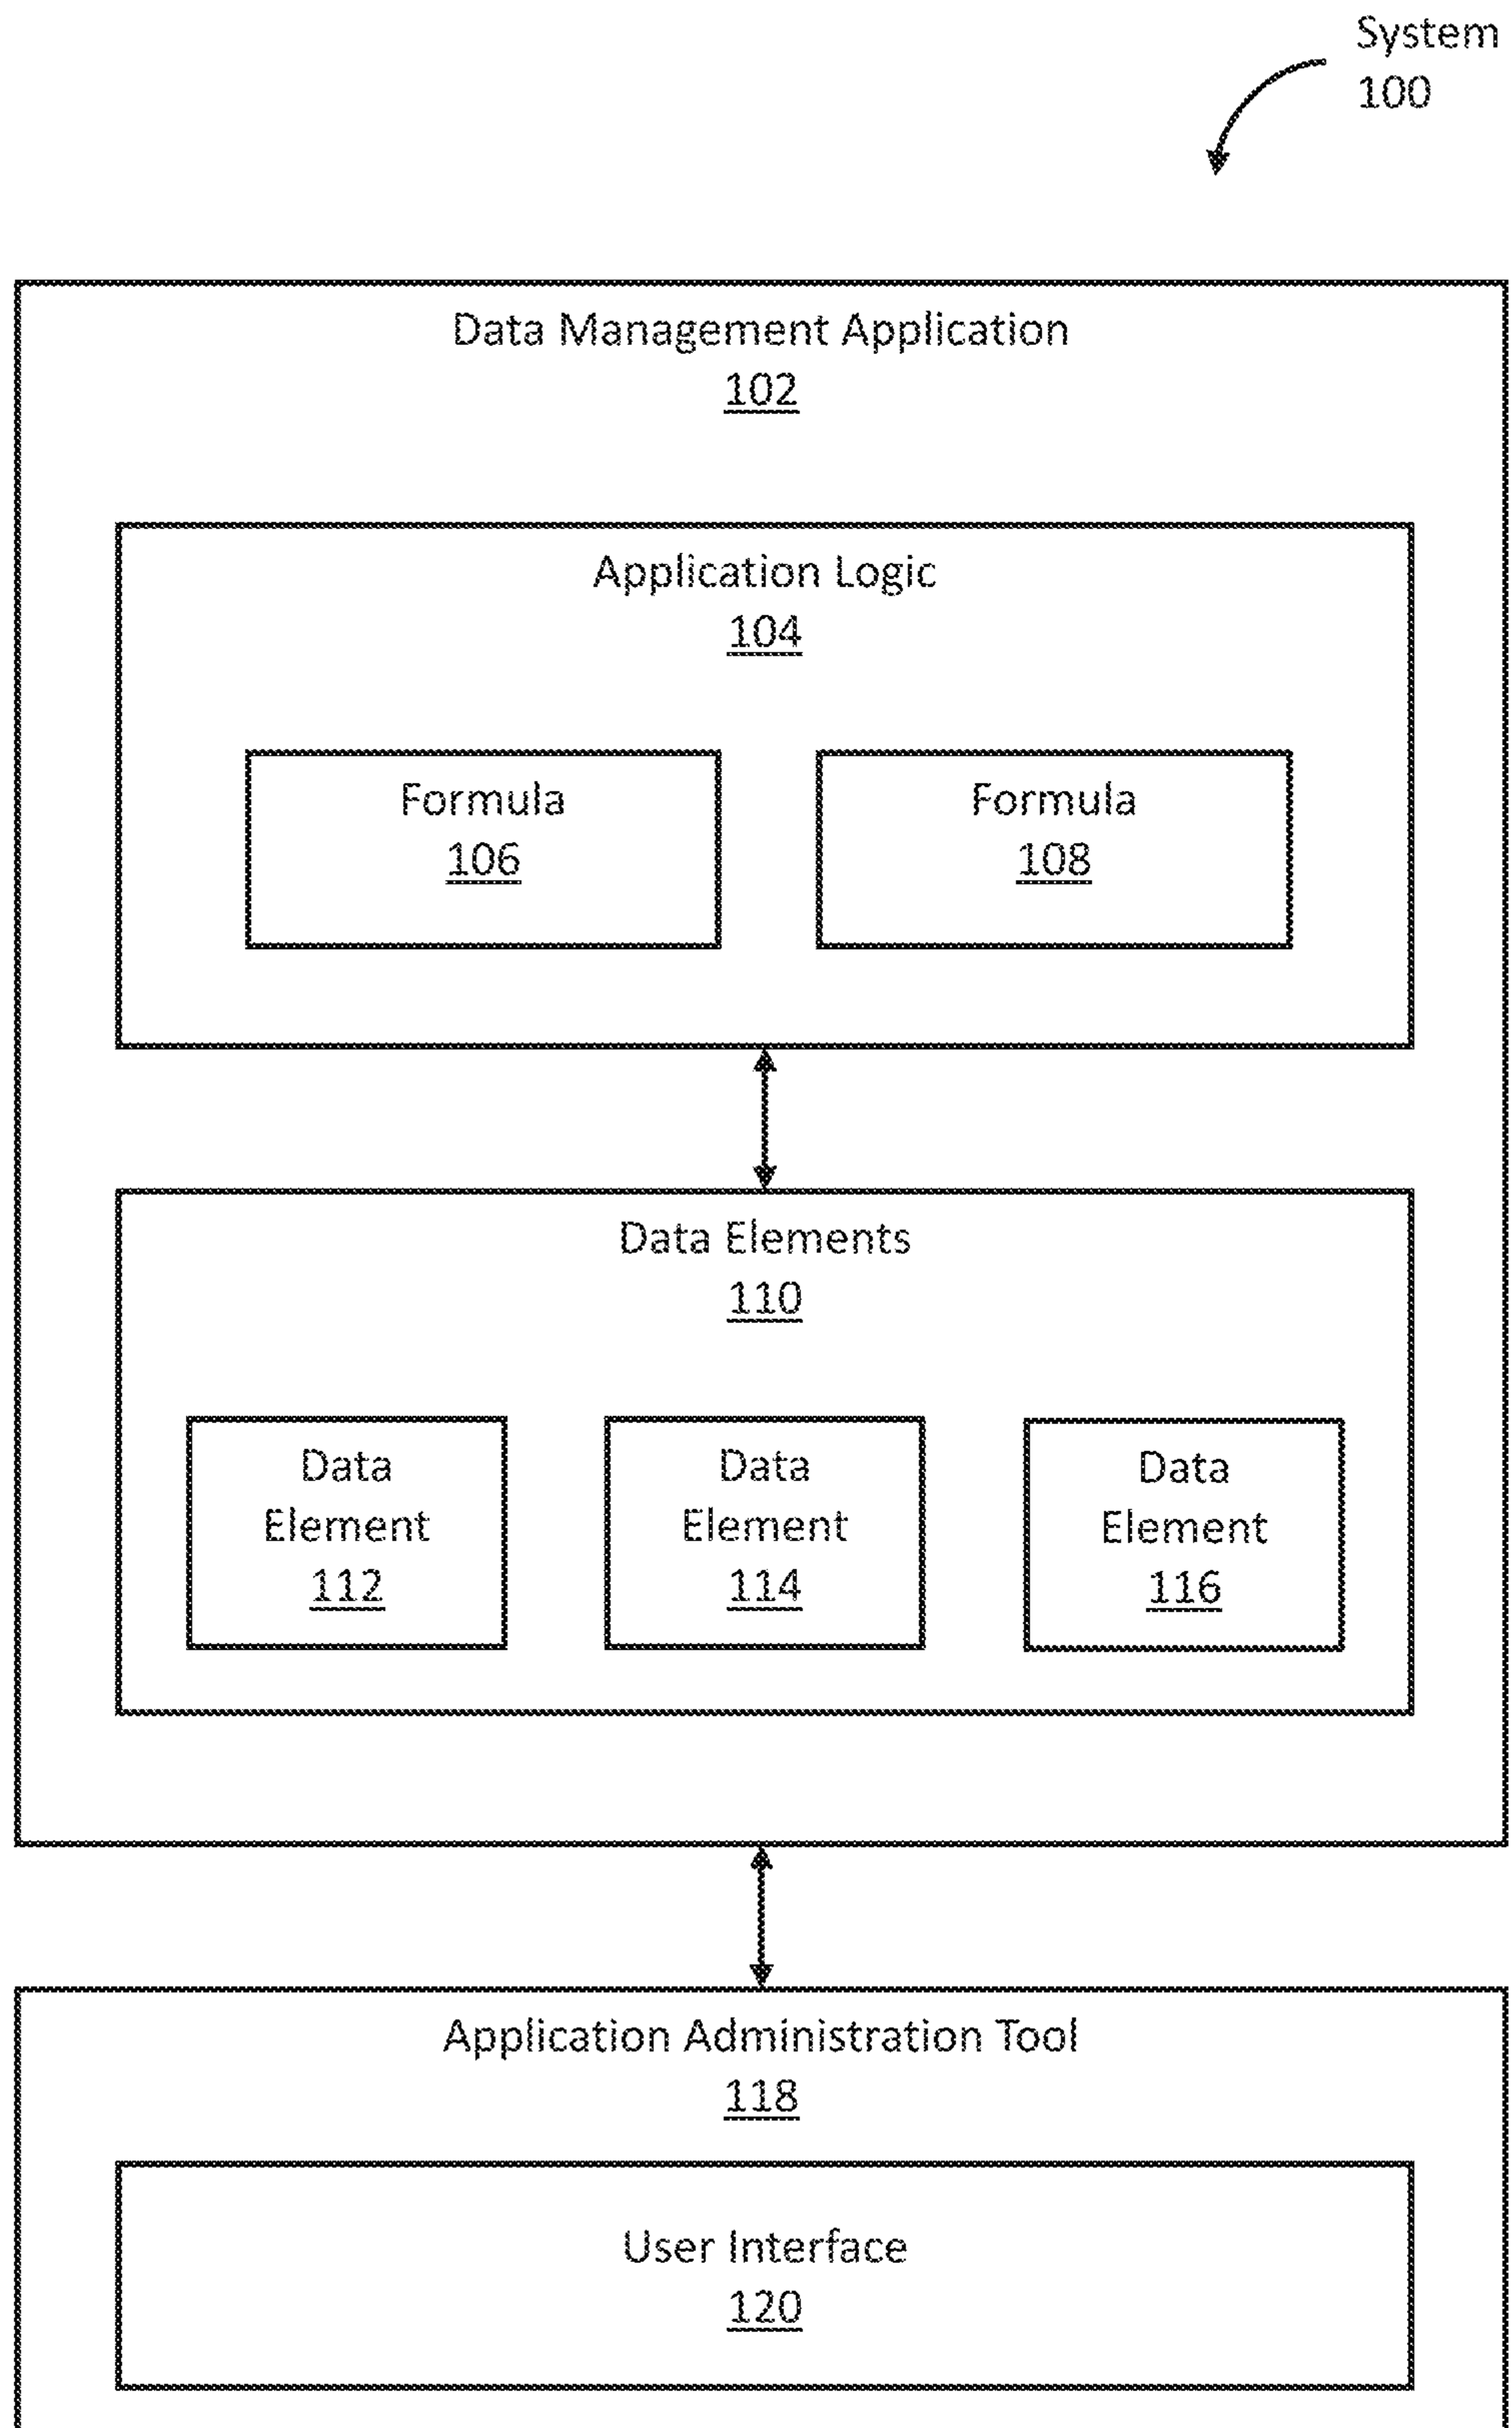 System
100
Data Management Application
102
Application Logic
104
Formula
106
Formula
108
Data Elements
110
Data
Element
112
Data
Element
114
Data
Element
116
Application Administration Tool
118
User Interface
120